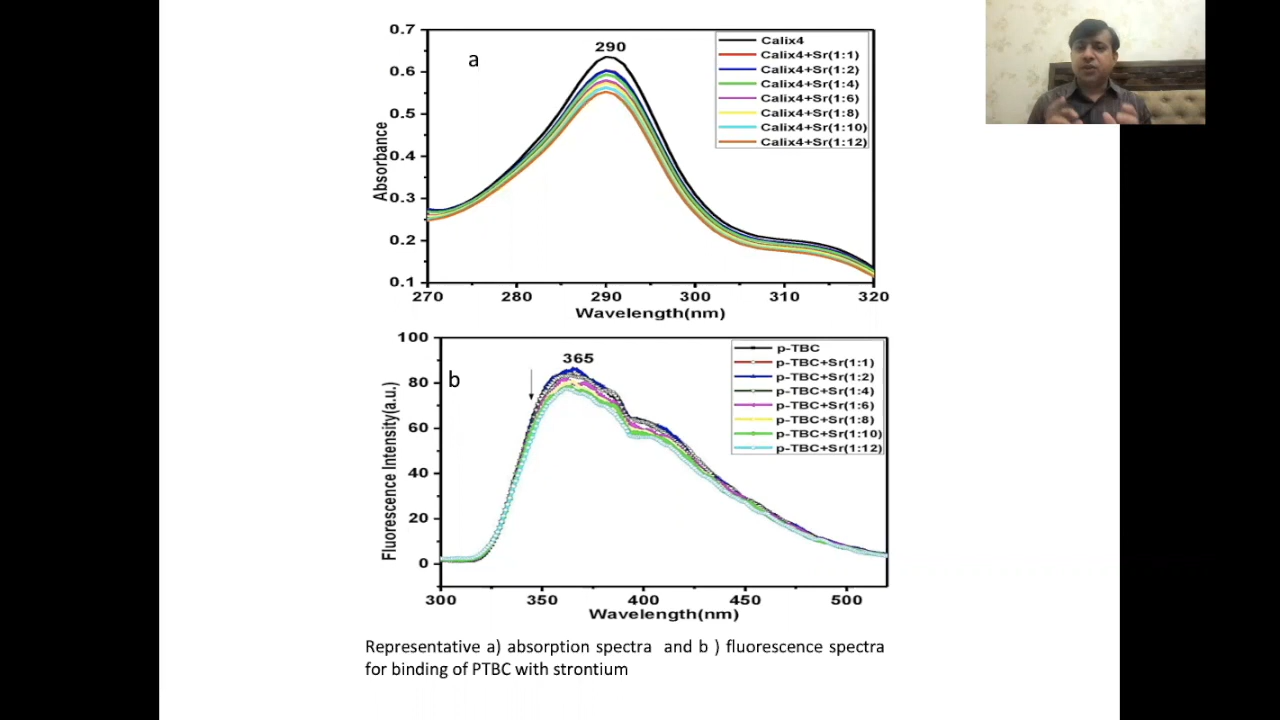 0.7
290
a
Calix4
Calix4+Sr(1:1)
Calix4+Sr(1:2)
Calix4+Sr(1:4)
Calix4+Sr(1:6)
Calix4+Sr(1:8)
Calix4+Sr(1:10)
Calix4+Sr(1:12)
0.6
0.5
0.4
0.3
0.2
0.1
Absorbance
270 280 290 300 310 320
Wavelength(nm)
100
365
b
p-TBC
p-TBC+Sr(1:1)
p-TBC+Sr(1:2)
p-TBC+Sr(1:4)
p-TBC+Sr(1:6)
p-TBC+Sr(1:8)
p-TBC+Sr(1:10)
p-TBC+Sr(1:12)
80
60
40
20
0
Fluorescence Intensity(a.u.)
300 350 400 450 500
Wavelength(nm)
Representative a) absorption spectra and b ) fluorescence spectra
for binding of PTBC with strontium